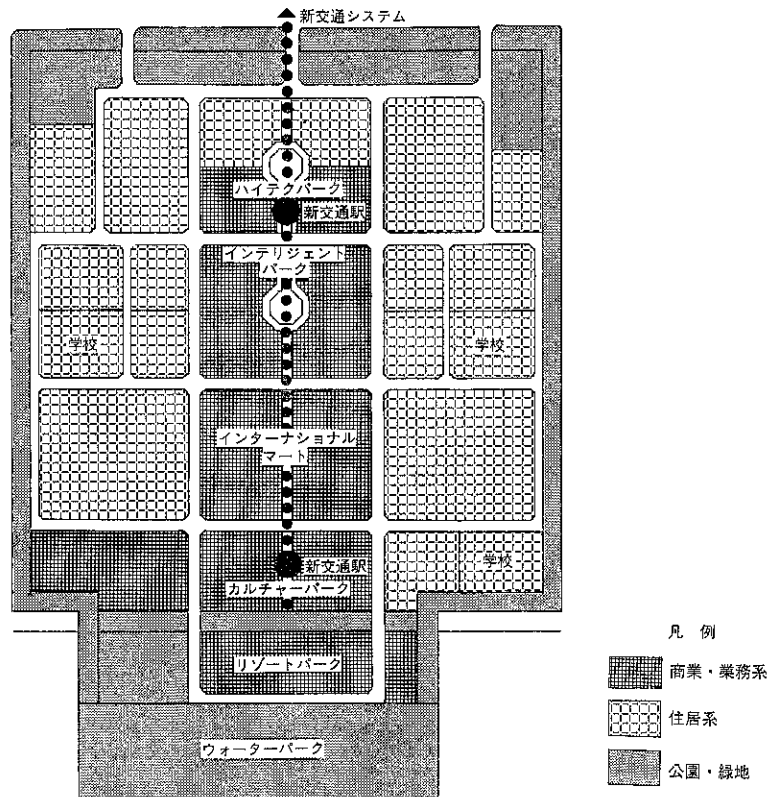 新交通システム
ハイテクパーク
新交通駅
インテリジェント
パーク
学校
学校
インターナショナル
マート
学校
新交通駅
カルチャーパーク
リゾートパーク
ウォーターパーク
凡 例
商業・業務系
住居系
公園・緑地